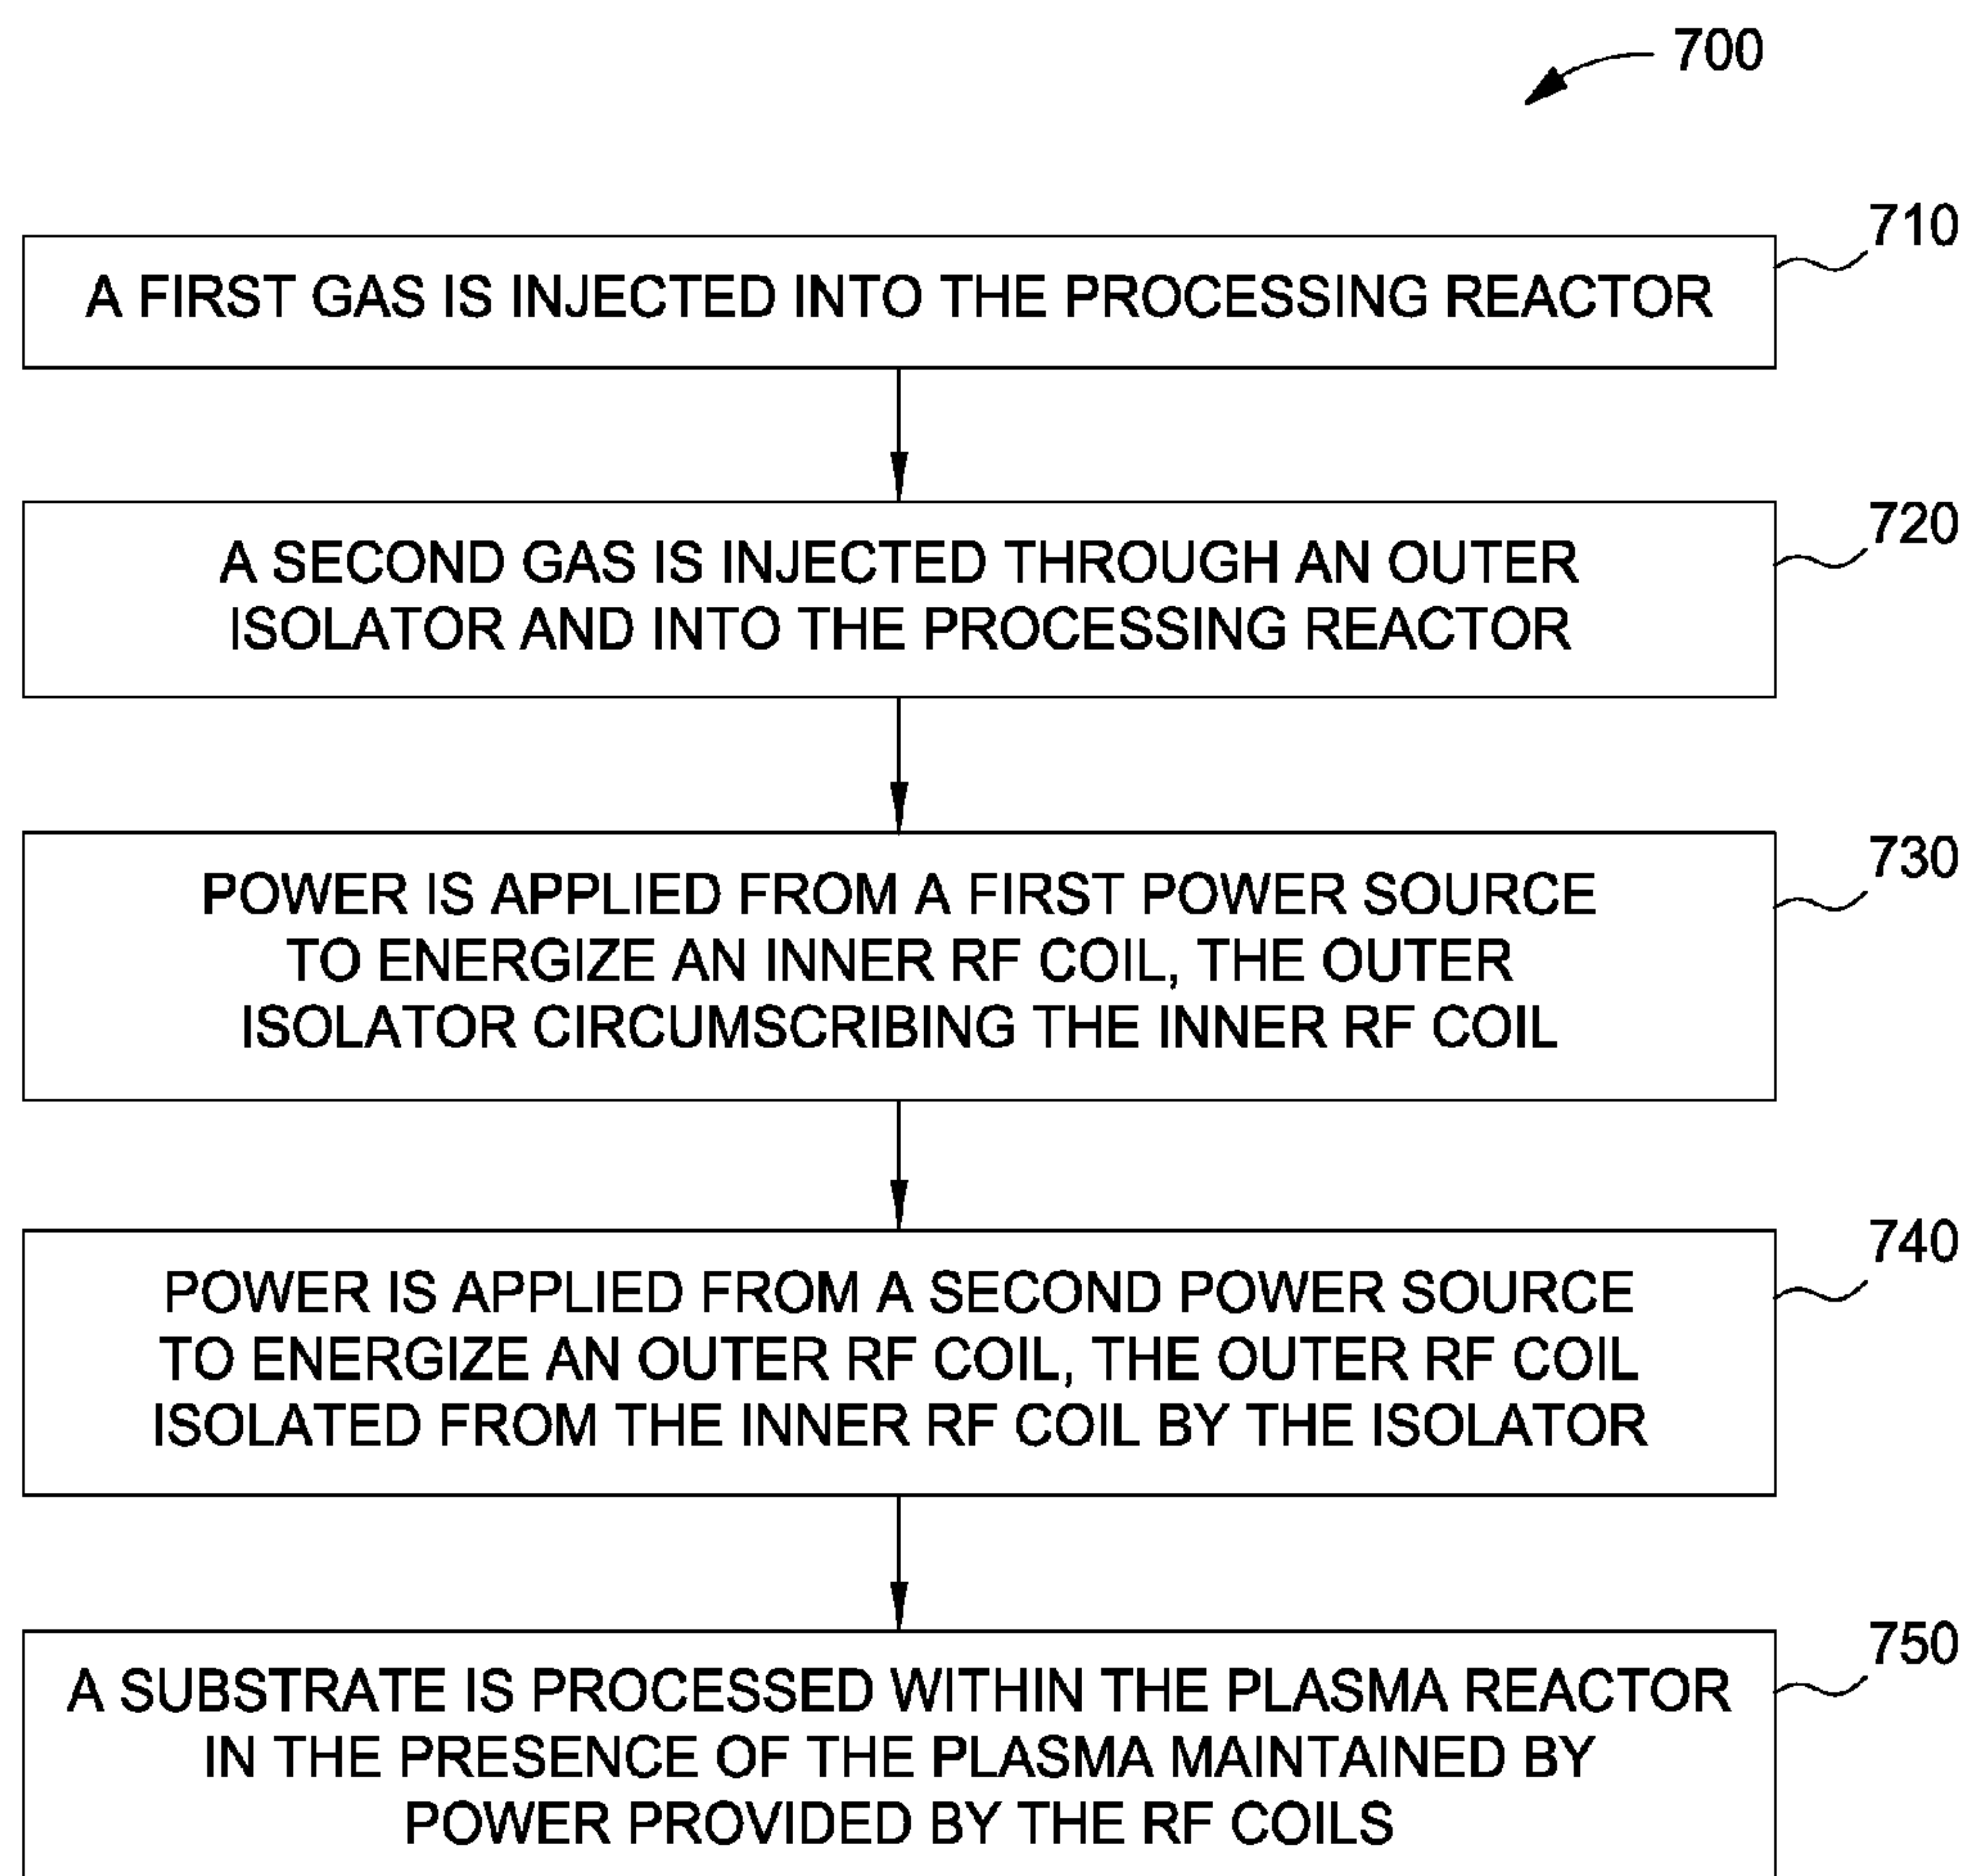 700
710
A FIRST GAS IS INJECTED INTO THE PROCESSING REACTOR
720
A SECOND GAS IS INJECTED THROUGH AN OUTER
ISOLATOR AND INTO THE PROCESSING REACTOR
730
POWER IS APPLIED FROM A FIRST POWER SOURCE
TO ENERGIZE AN INNER RF COIL, THE OUTER
ISOLATOR CIRCUMSCRIBING THE INNER RF COIL
740
POWER IS APPLIED FROM A SECOND POWER SOURCE
TO ENERGIZE AN OUTER RF COIL, THE OUTER RF COIL
ISOLATED FROM THE INNER RF COIL BY THE ISOLATOR
750
A SUBSTRATE IS PROCESSED WITHIN THE PLASMA REACTOR
IN THE PRESENCE OF THE PLASMA MAINTAINED BY
POWER PROVIDED BY THE RF COILS